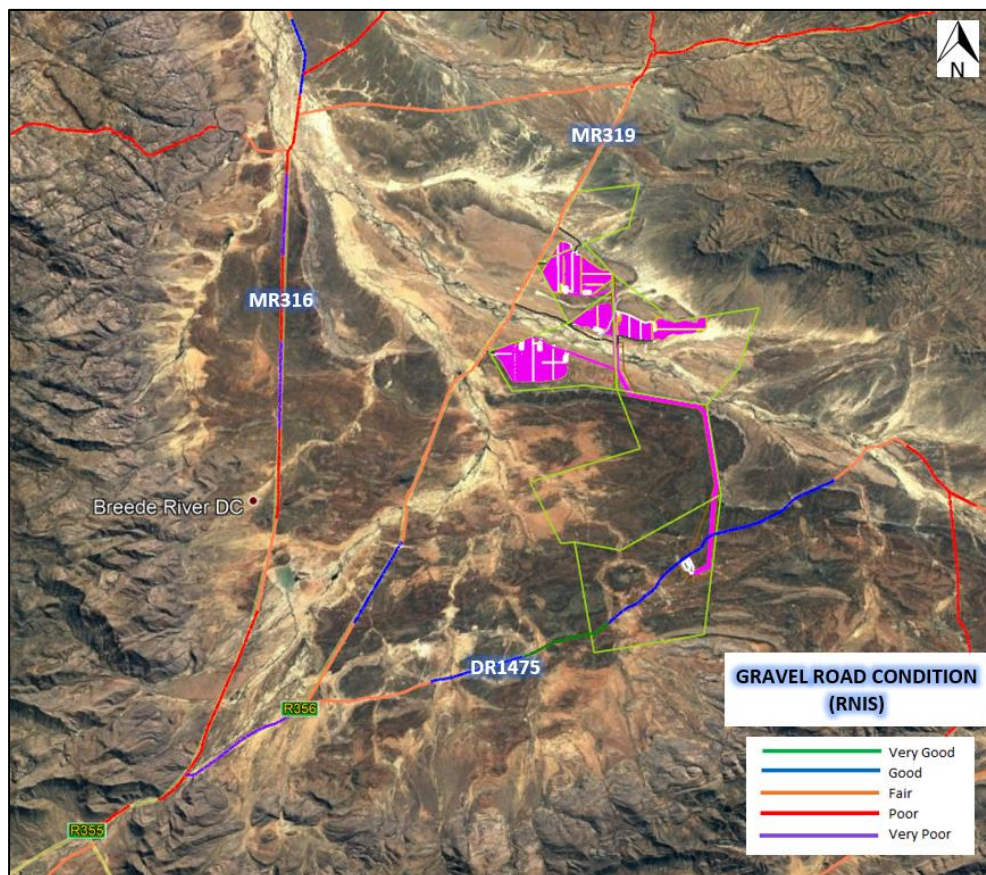 N
MR319
MR316
Breede River DC
DR1475
R356
R355
GRAVEL ROAD CONDITION
(RNIS)
Very Good
Good
Fair
Poor
Very Poor